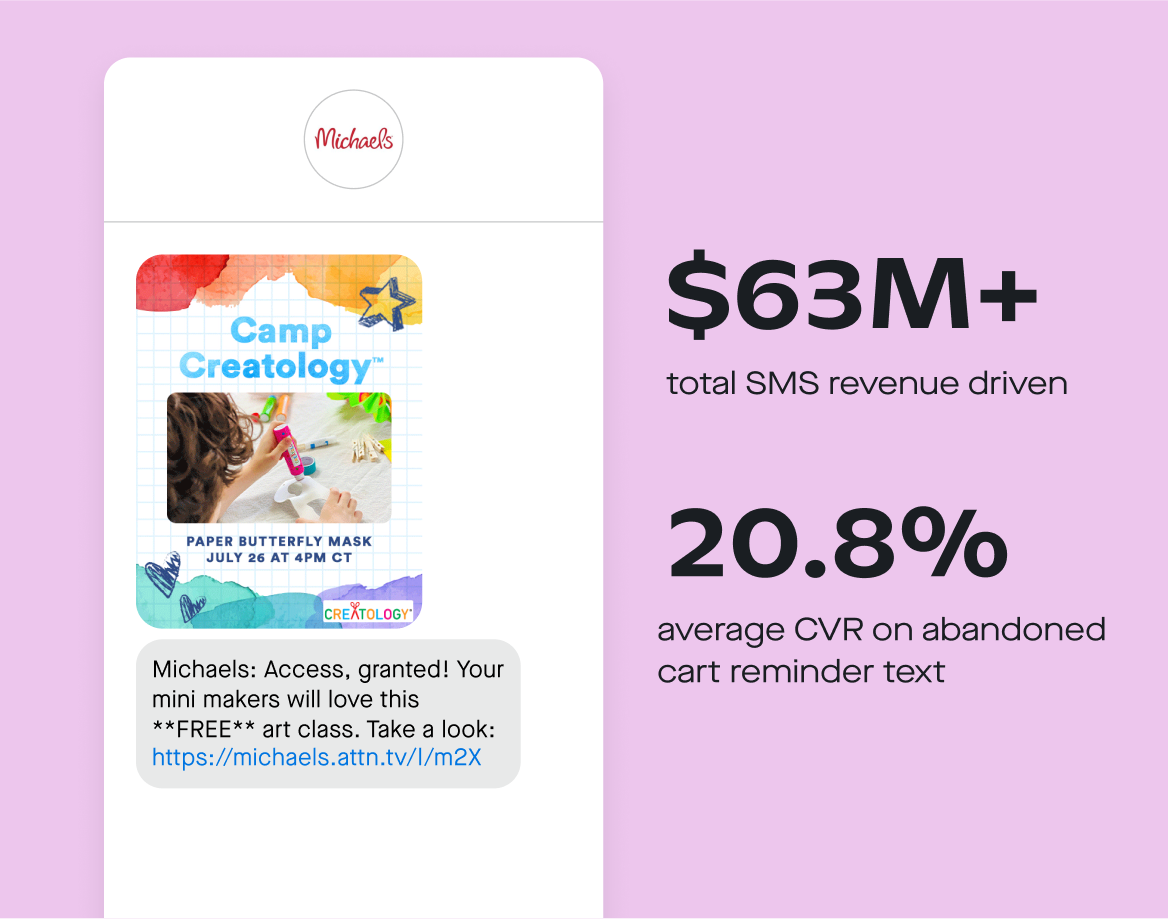 Michaels
Camp
Creatology™
PAPER BUTTERFLY MASK
JULY 26 AT 4PM CT
CREATOLOGY
Michaels: Access, granted! Your
mini makers will love this
**FREE** art class. Take a look:
https://michaels.attn.tv/l/m2X
$63M+
total SMS revenue driven
20.8%
average CVR on abandoned
cart reminder text